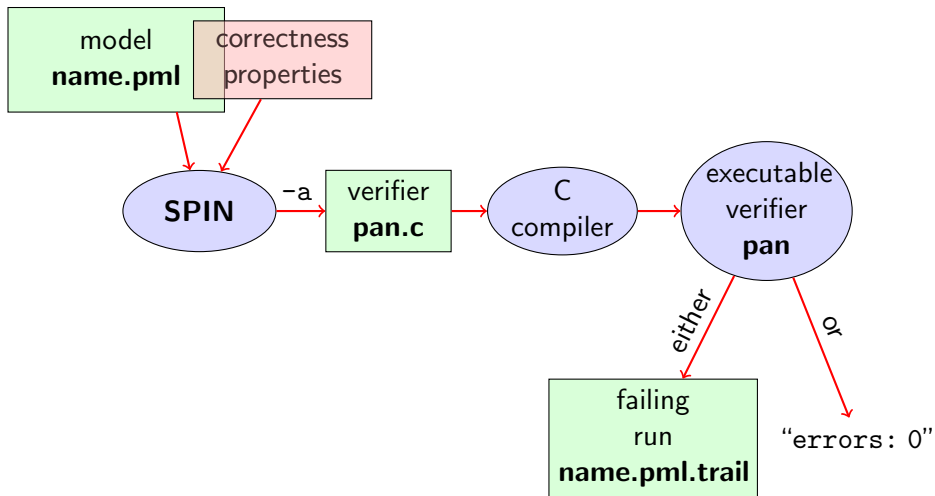 model
name.pml
correctness
properties
SPIN
-a
verifier
pan.c
C
compiler
executable
verifier
pan
either
or
failing
run
name.pml.trail
“errors: 0”